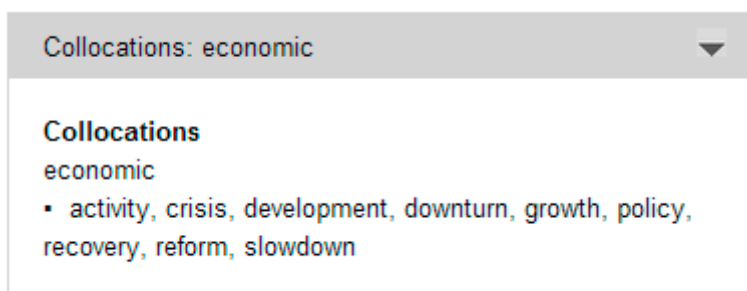 Collocations: economic
Collocations
economic
▪ activity, crisis, development, downturn, growth, policy,
recovery, reform, slowdown